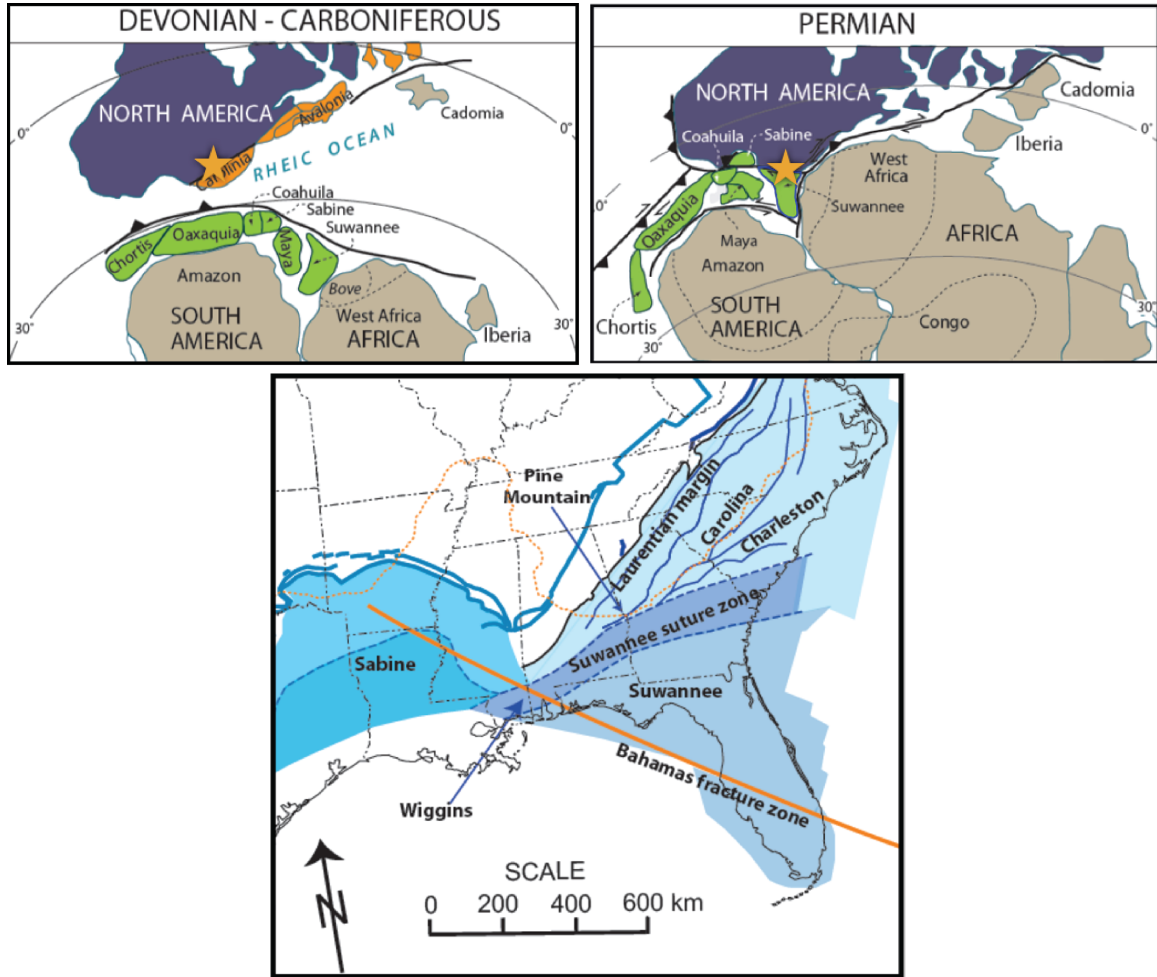 DEVONIAN - CARBONIFEROUS
NORTH AMERICA
Avalonia
Cadomia
0°
0°
Carolinia
RHEIC OCEAN
Coahuila
Sabine
Suwannee
Chortis
Oaxaquia
Maya
Amazon
Bove
West Africa
SOUTH
AMERICA
AFRICA
Iberia
30°
30°
PERMIAN
NORTH AMERICA
Cadomia
Coahuila
Sabine
0°
Iberia
West
Africa
Suwannee
0°
Oaxaquia
AFRICA
Maya
Amazon
SOUTH
AMERICA
Chortis
Congo
30°
30°
Pine
Mountain
Laurentian margin
Carolina
Charleston
Suwannee suture zone
Sabine
Suwannee
Bahamas fracture zone
Wiggins
N
SCALE
0 200 400 600 km